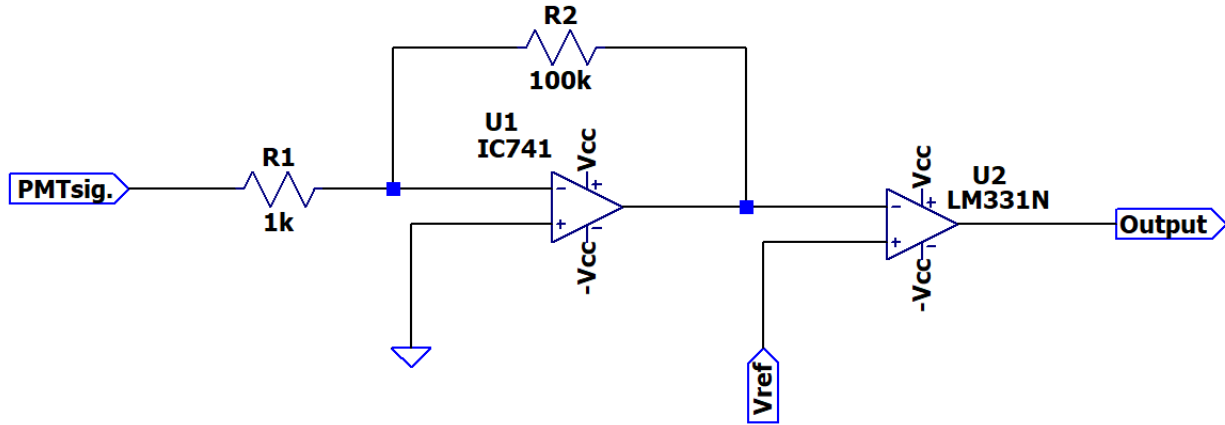 R2
100k
U1
IC741
Vcc
R1
PMTsig.
1k
-Vcc
Vcc
U2
LM331N
Output
-Vcc
Vref